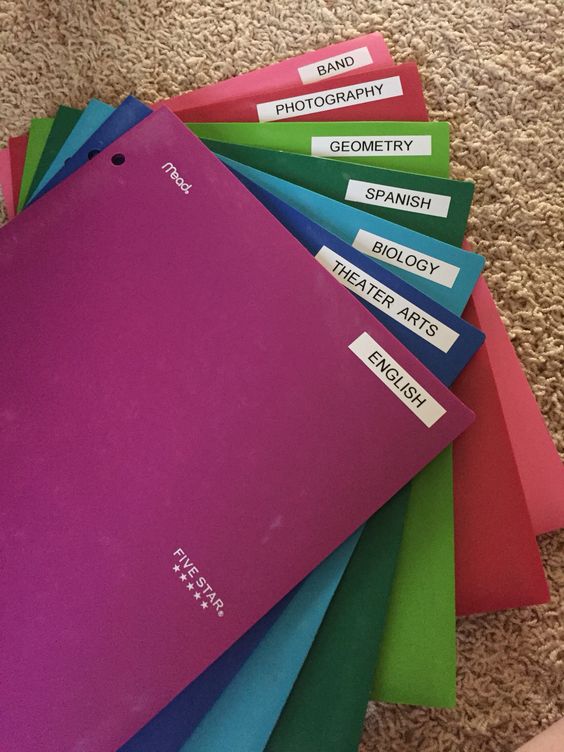 BAND
PHOTOGRAPHY
GEOMETRY
SPANISH
BIOLOGY
THEATER ARTS
ENGLISH
Mead®
FIVE STAR®